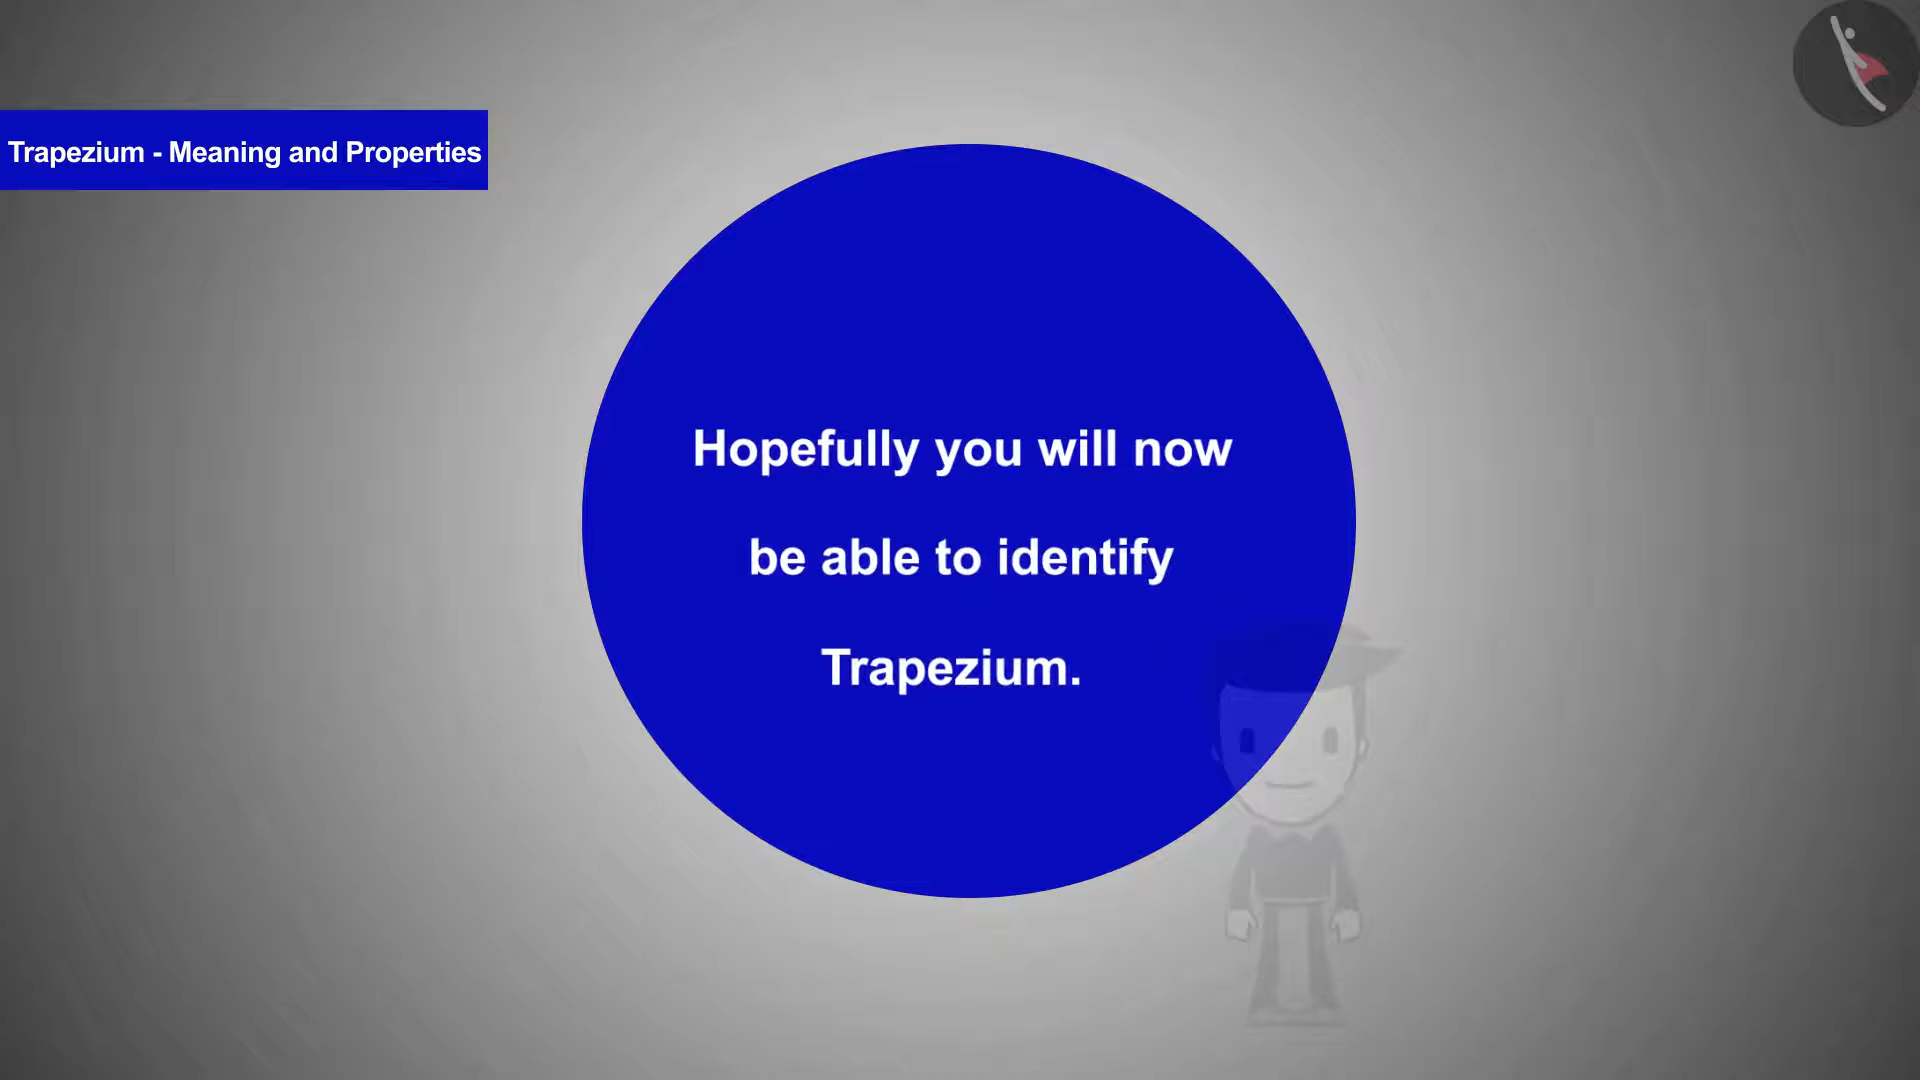 Trapezium - Meaning and Properties
Hopefully you will now
be able to identify
Trapezium.